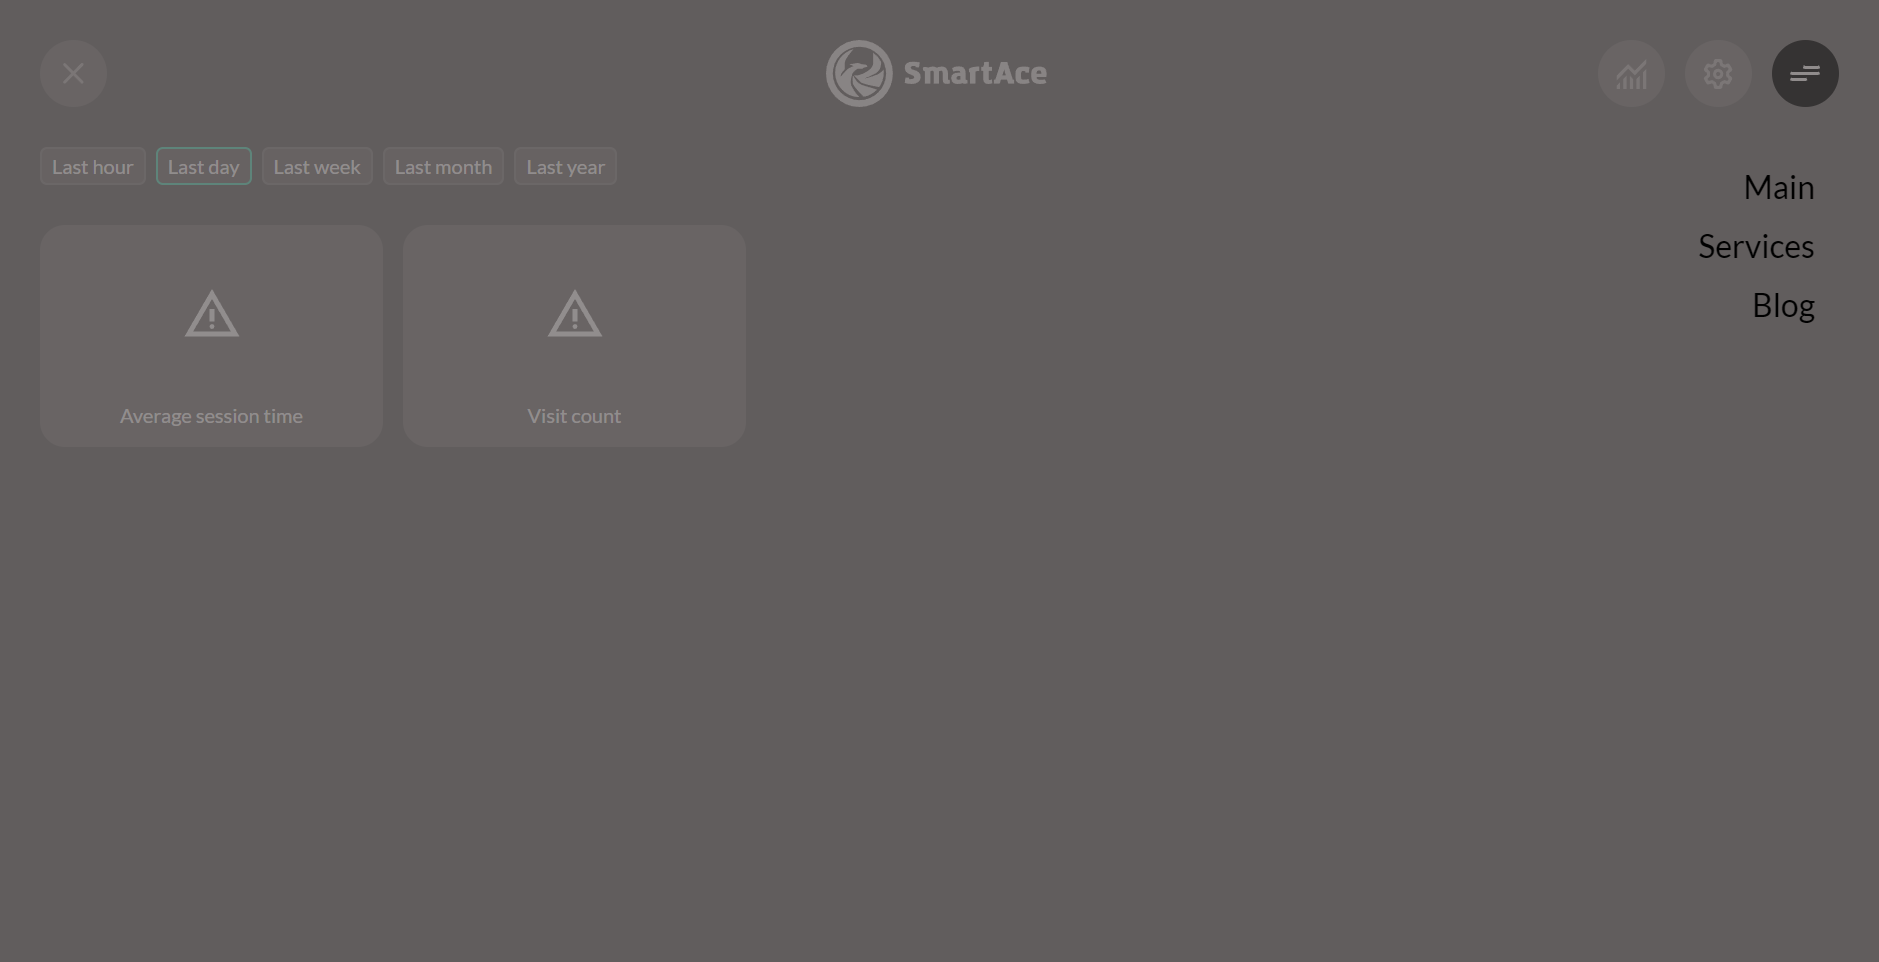 SmartAce
Last hour
Last day
Last week
Last month
Last year
Main
Services
Blog
Average session time
Visit count